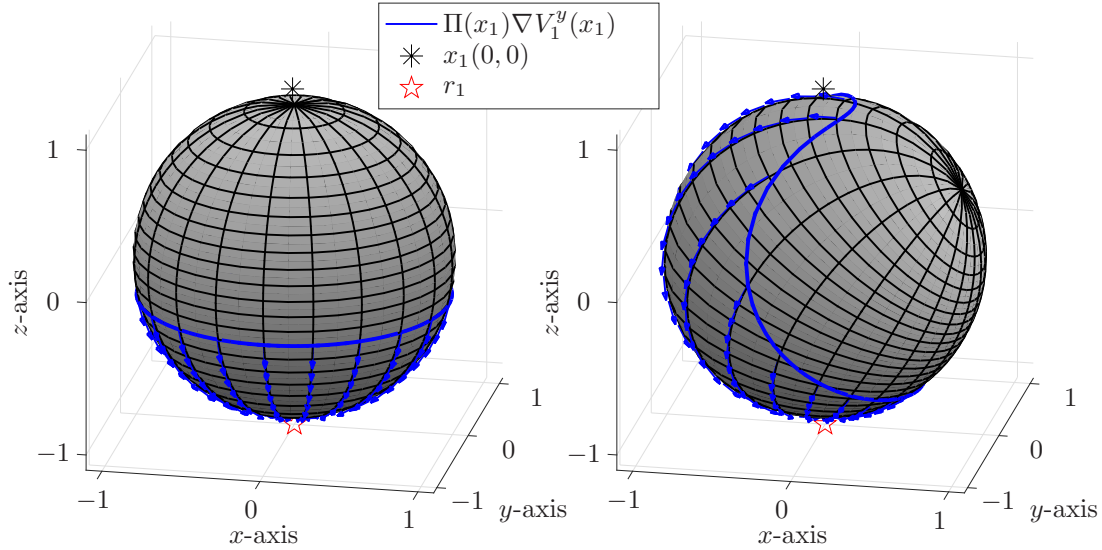 Π(x₁)∇V₁ʸ(x₁)
x₁(0, 0)
r₁
1
0
−1
z-axis
−1
0
1
x-axis
−1
0
1
y-axis
1
0
−1
z-axis
−1
0
1
x-axis
−1
0
1
y-axis